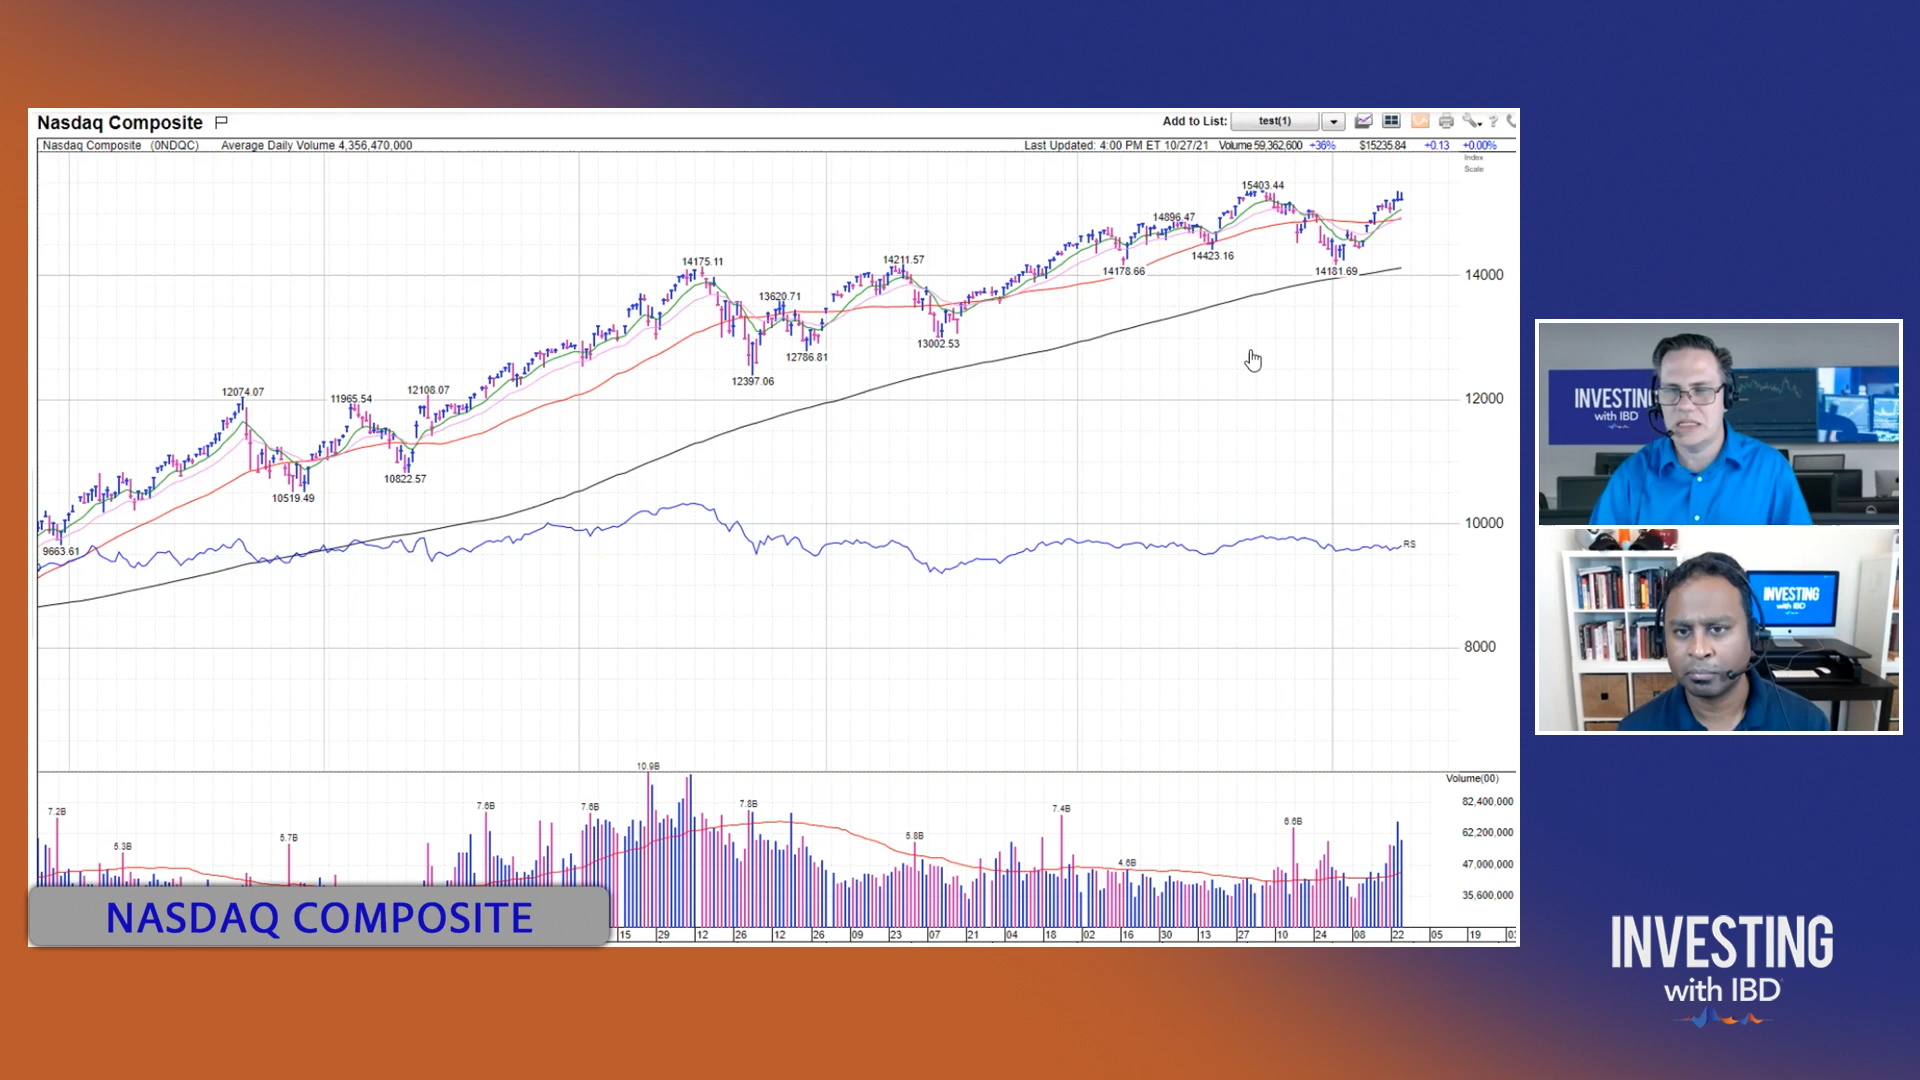 Nasdaq Composite
Add to List: test(1)
Nasdaq Composite (0NDQC) Average Daily Volume 4,356,470,000 Last Updated: 4:00 PM ET 10/27/21 Volume 59,362,600 +36% $15235.84 +0.13 +0.00%
Index
Scale
15403.44
14896.47
14175.11
14211.57
14423.16
14178.66
14181.69
14000
13620.71
13002.53
12786.81
12397.06
12074.07
11965.54
12108.07
12000
10822.57
10519.49
10000
9663.61
RS
8000
10.9B
Volume(00)
7.2B
5.3B
5.7B
7.6B
7.6B
7.8B
5.8B
7.4B
4.6B
6.6B
82,400,000
62,200,000
47,000,000
35,600,000
15 29 12 26 12 26 09 23 07 21 04 18 02 16 30 13 27 10 24 08 22 05 19
NASDAQ COMPOSITE
INVESTING
with IBD
INVESTING
with IBD
INVESTING
with IBD